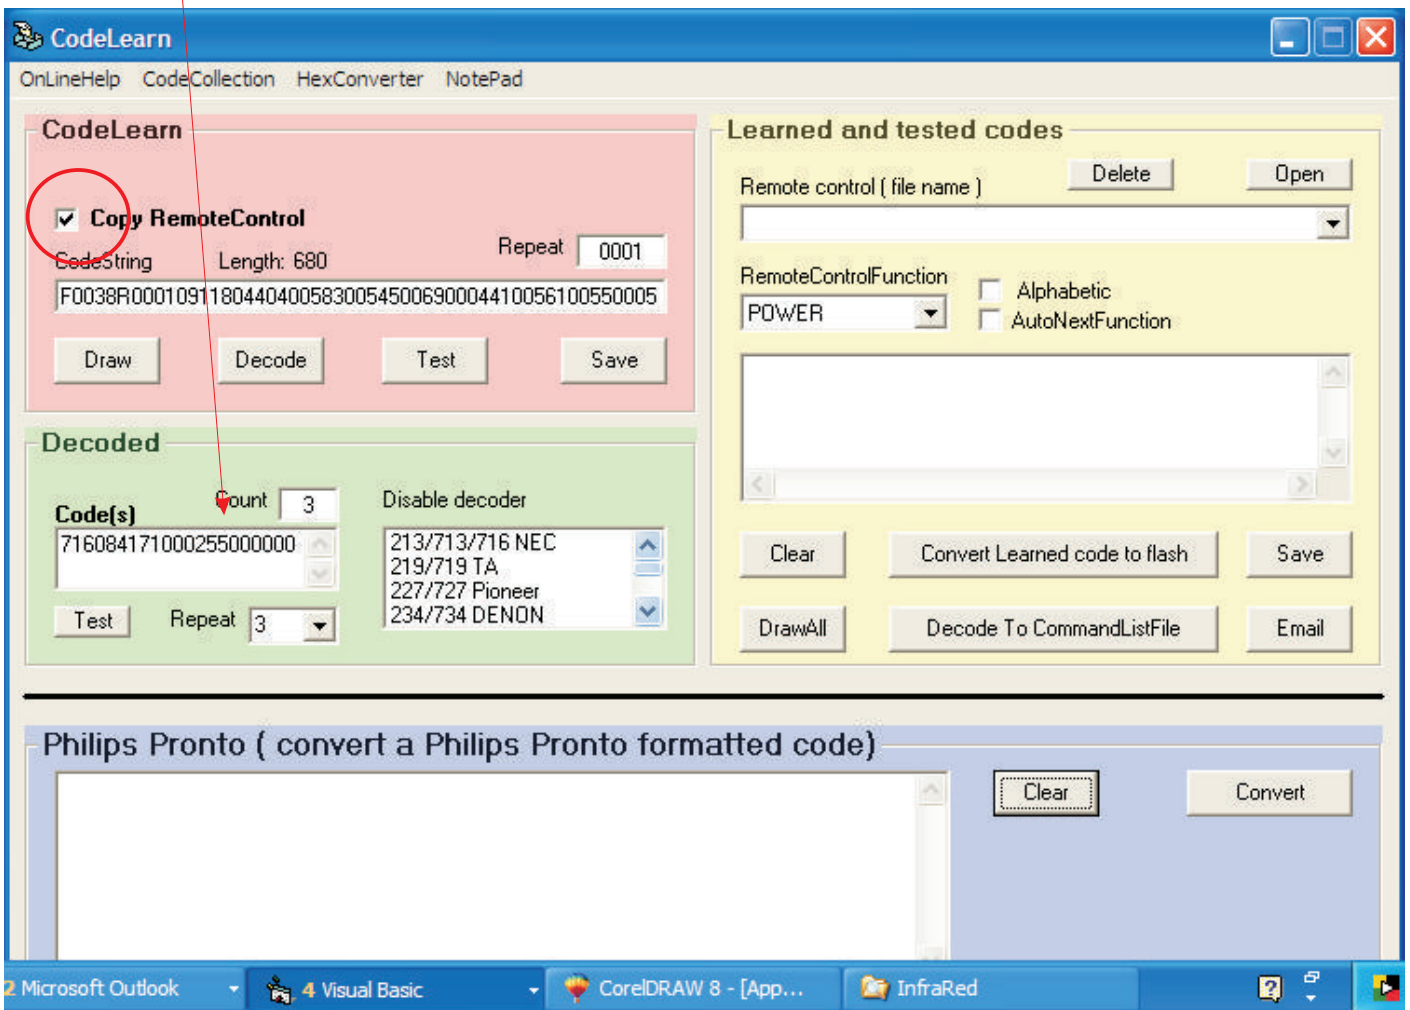 CodeLearn
OnLineHelp CodeCollection HexConverter NotePad
CodeLearn
Copy RemoteControl
CodeString Length: 680 Repeat 0001
F0038R00010911804404005830054500690004410056100550005
Draw Decode Test Save
Decoded
Count 3 Disable decoder
Code(s)
716084171000255000000
213/713/716 NEC
219/719 TA
227/727 Pioneer
234/734 DENON
Test Repeat 3
Learned and tested codes
Delete Open
Remote control ( file name )
RemoteControlFunction
POWER
Alphabetic
AutoNextFunction
Clear Convert Learned code to flash Save
DrawAll Decode To CommandListFile Email
Philips Pronto ( convert a Philips Pronto formatted code)
Clear Convert
2 Microsoft Outlook 4 Visual Basic CorelDRAW 8 - [App... InfraRed